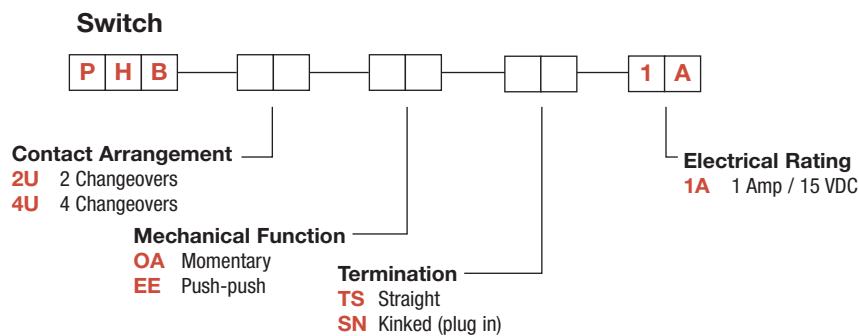 Switch
P H B 1 A
Contact Arrangement
2U 2 Changeovers
4U 4 Changeovers
Electrical Rating
1A 1 Amp / 15 VDC
Mechanical Function
OA Momentary
EE Push-push
Termination
TS Straight
SN Kinked (plug in)